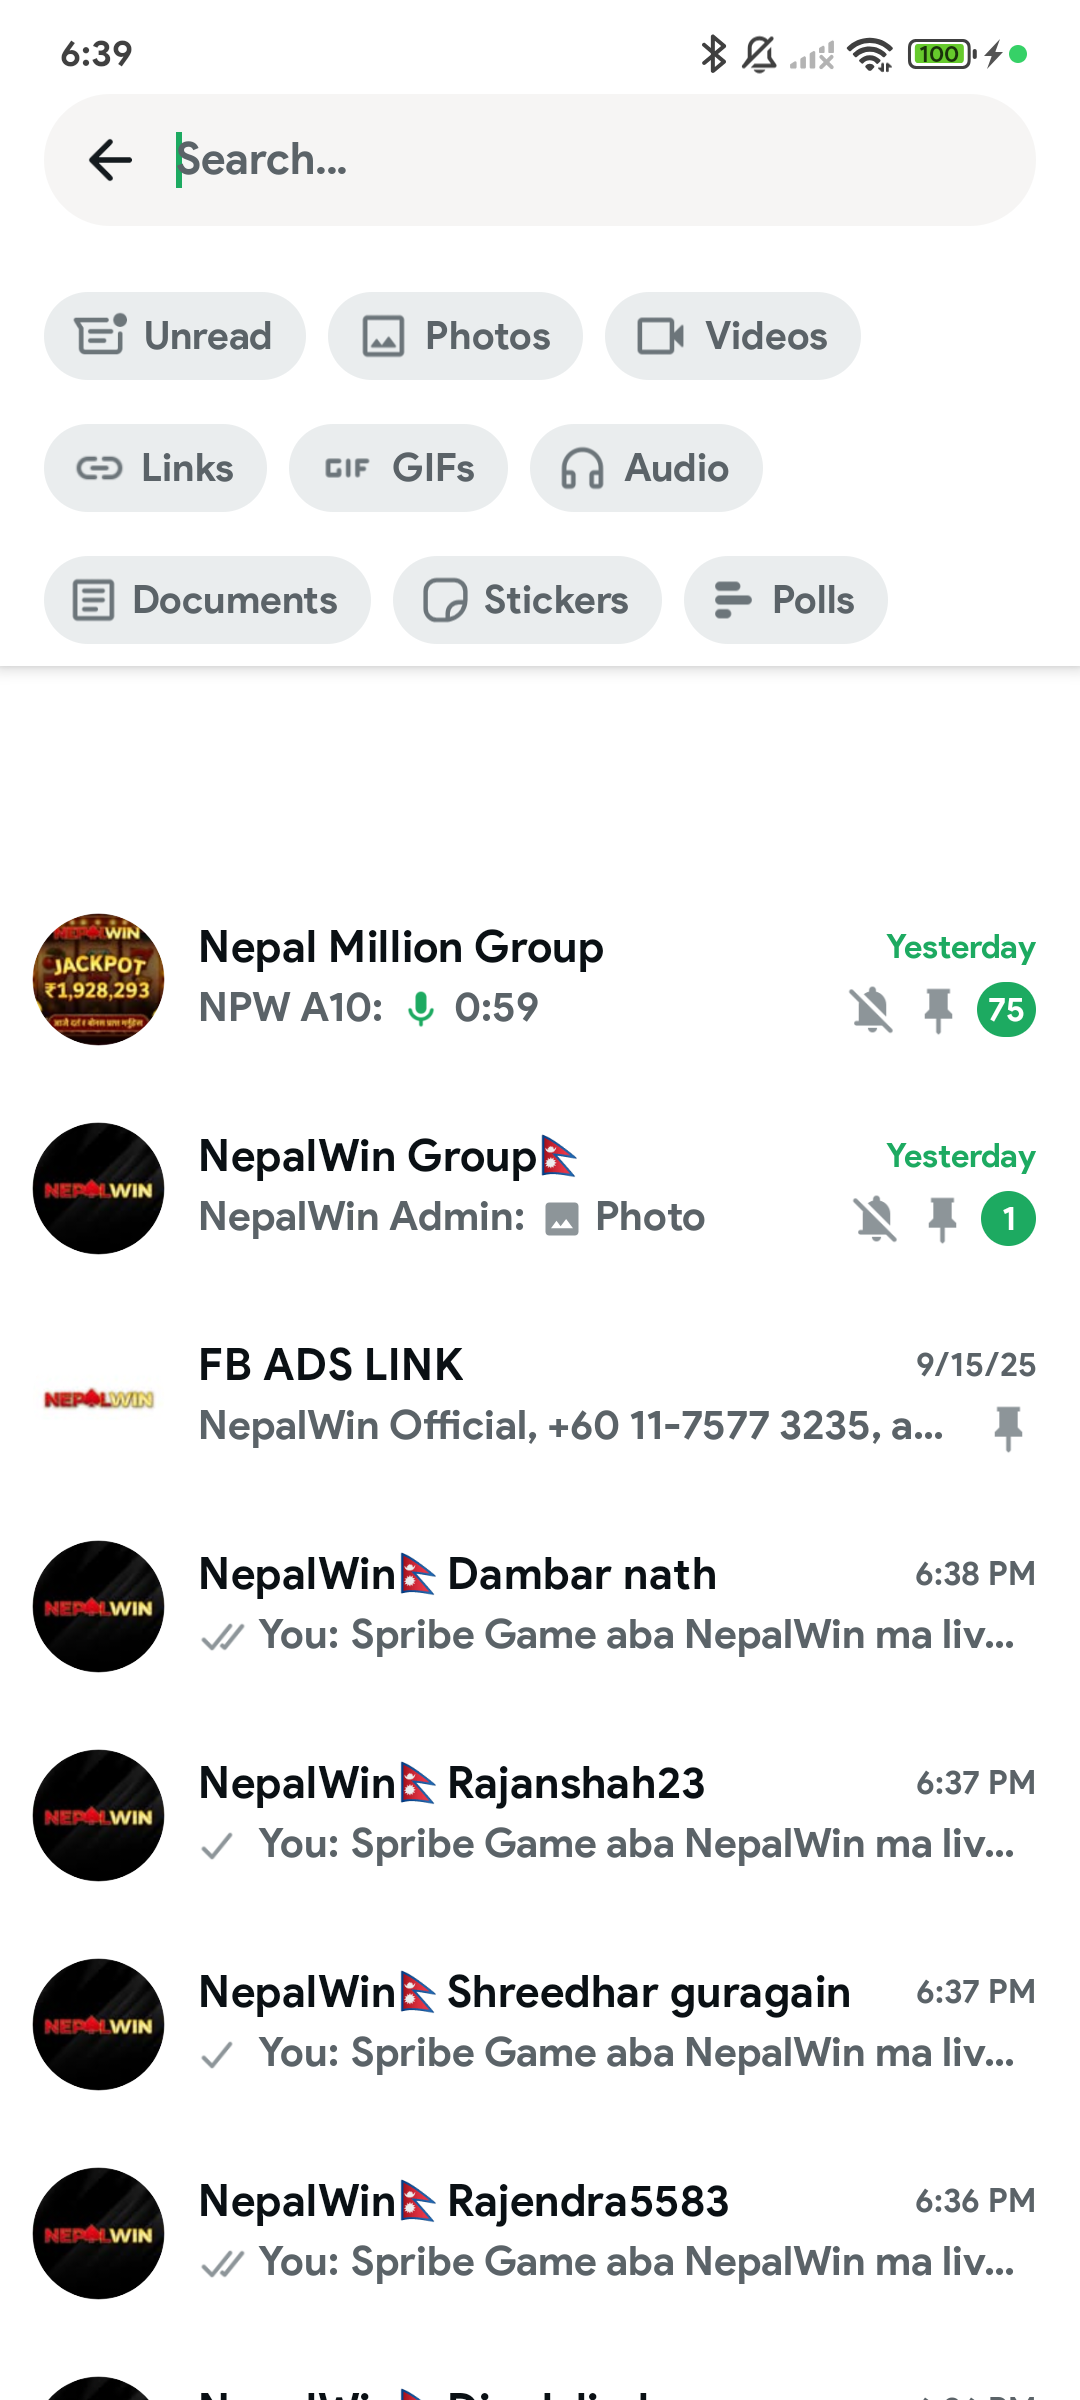 6:39
100
Search...
Unread
Photos
Videos
Links
GIF GIFs
Audio
Documents
Stickers
Polls
NEPALWIN
JACKPOT
₹1,928,293
Nepal Million Group
Yesterday
NPW A10: 0:59
75
NEPALWIN
NepalWin Group🇳🇵
Yesterday
NepalWin Admin: Photo
1
NEPALWIN
FB ADS LINK
9/15/25
NepalWin Official, +60 11-7577 3235, a...
NEPALWIN
NepalWin🇳🇵 Dambar nath
6:38 PM
You: Spribe Game aba NepalWin ma liv...
NEPALWIN
NepalWin🇳🇵 Rajanshah23
6:37 PM
You: Spribe Game aba NepalWin ma liv...
NEPALWIN
NepalWin🇳🇵 Shreedhar guragain
6:37 PM
You: Spribe Game aba NepalWin ma liv...
NEPALWIN
NepalWin🇳🇵 Rajendra5583
6:36 PM
You: Spribe Game aba NepalWin ma liv...